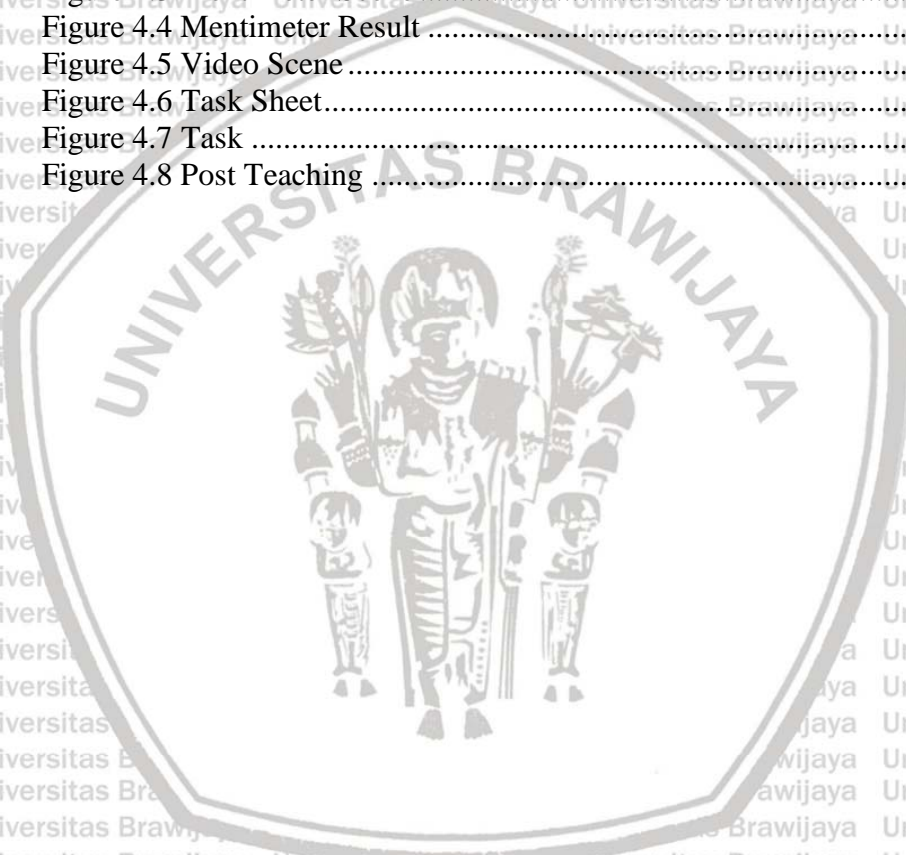 Figure 4.4 Mentimeter Result ........................................................................
Figure 4.5 Video Scene ........................................................................
Figure 4.6 Task Sheet ........................................................................
Figure 4.7 Task ........................................................................
Figure 4.8 Post Teaching ........................................................................
UNIVERSITAS BRAWIJAYA